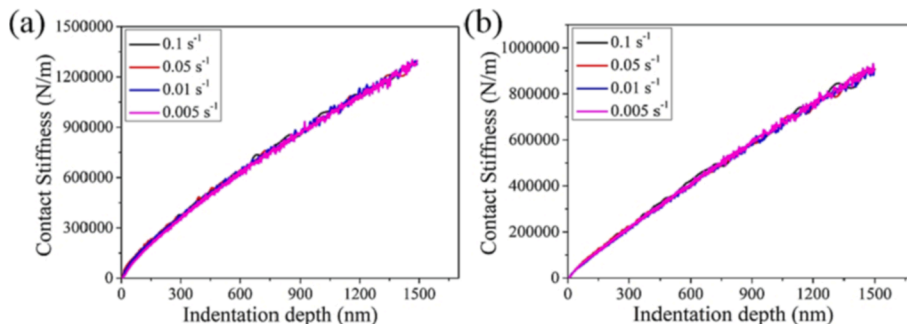 (a)
Contact Stiffness (N/m)
1500000
1200000
900000
600000
300000
0
0.1 s⁻¹
0.05 s⁻¹
0.01 s⁻¹
0.005 s⁻¹
0 300 600 900 1200 1500
Indentation depth (nm)
(b)
Contact Stiffness (N/m)
1000000
800000
600000
400000
200000
0
0.1 s⁻¹
0.05 s⁻¹
0.01 s⁻¹
0.005 s⁻¹
0 300 600 900 1200 1500
Indentation depth (nm)